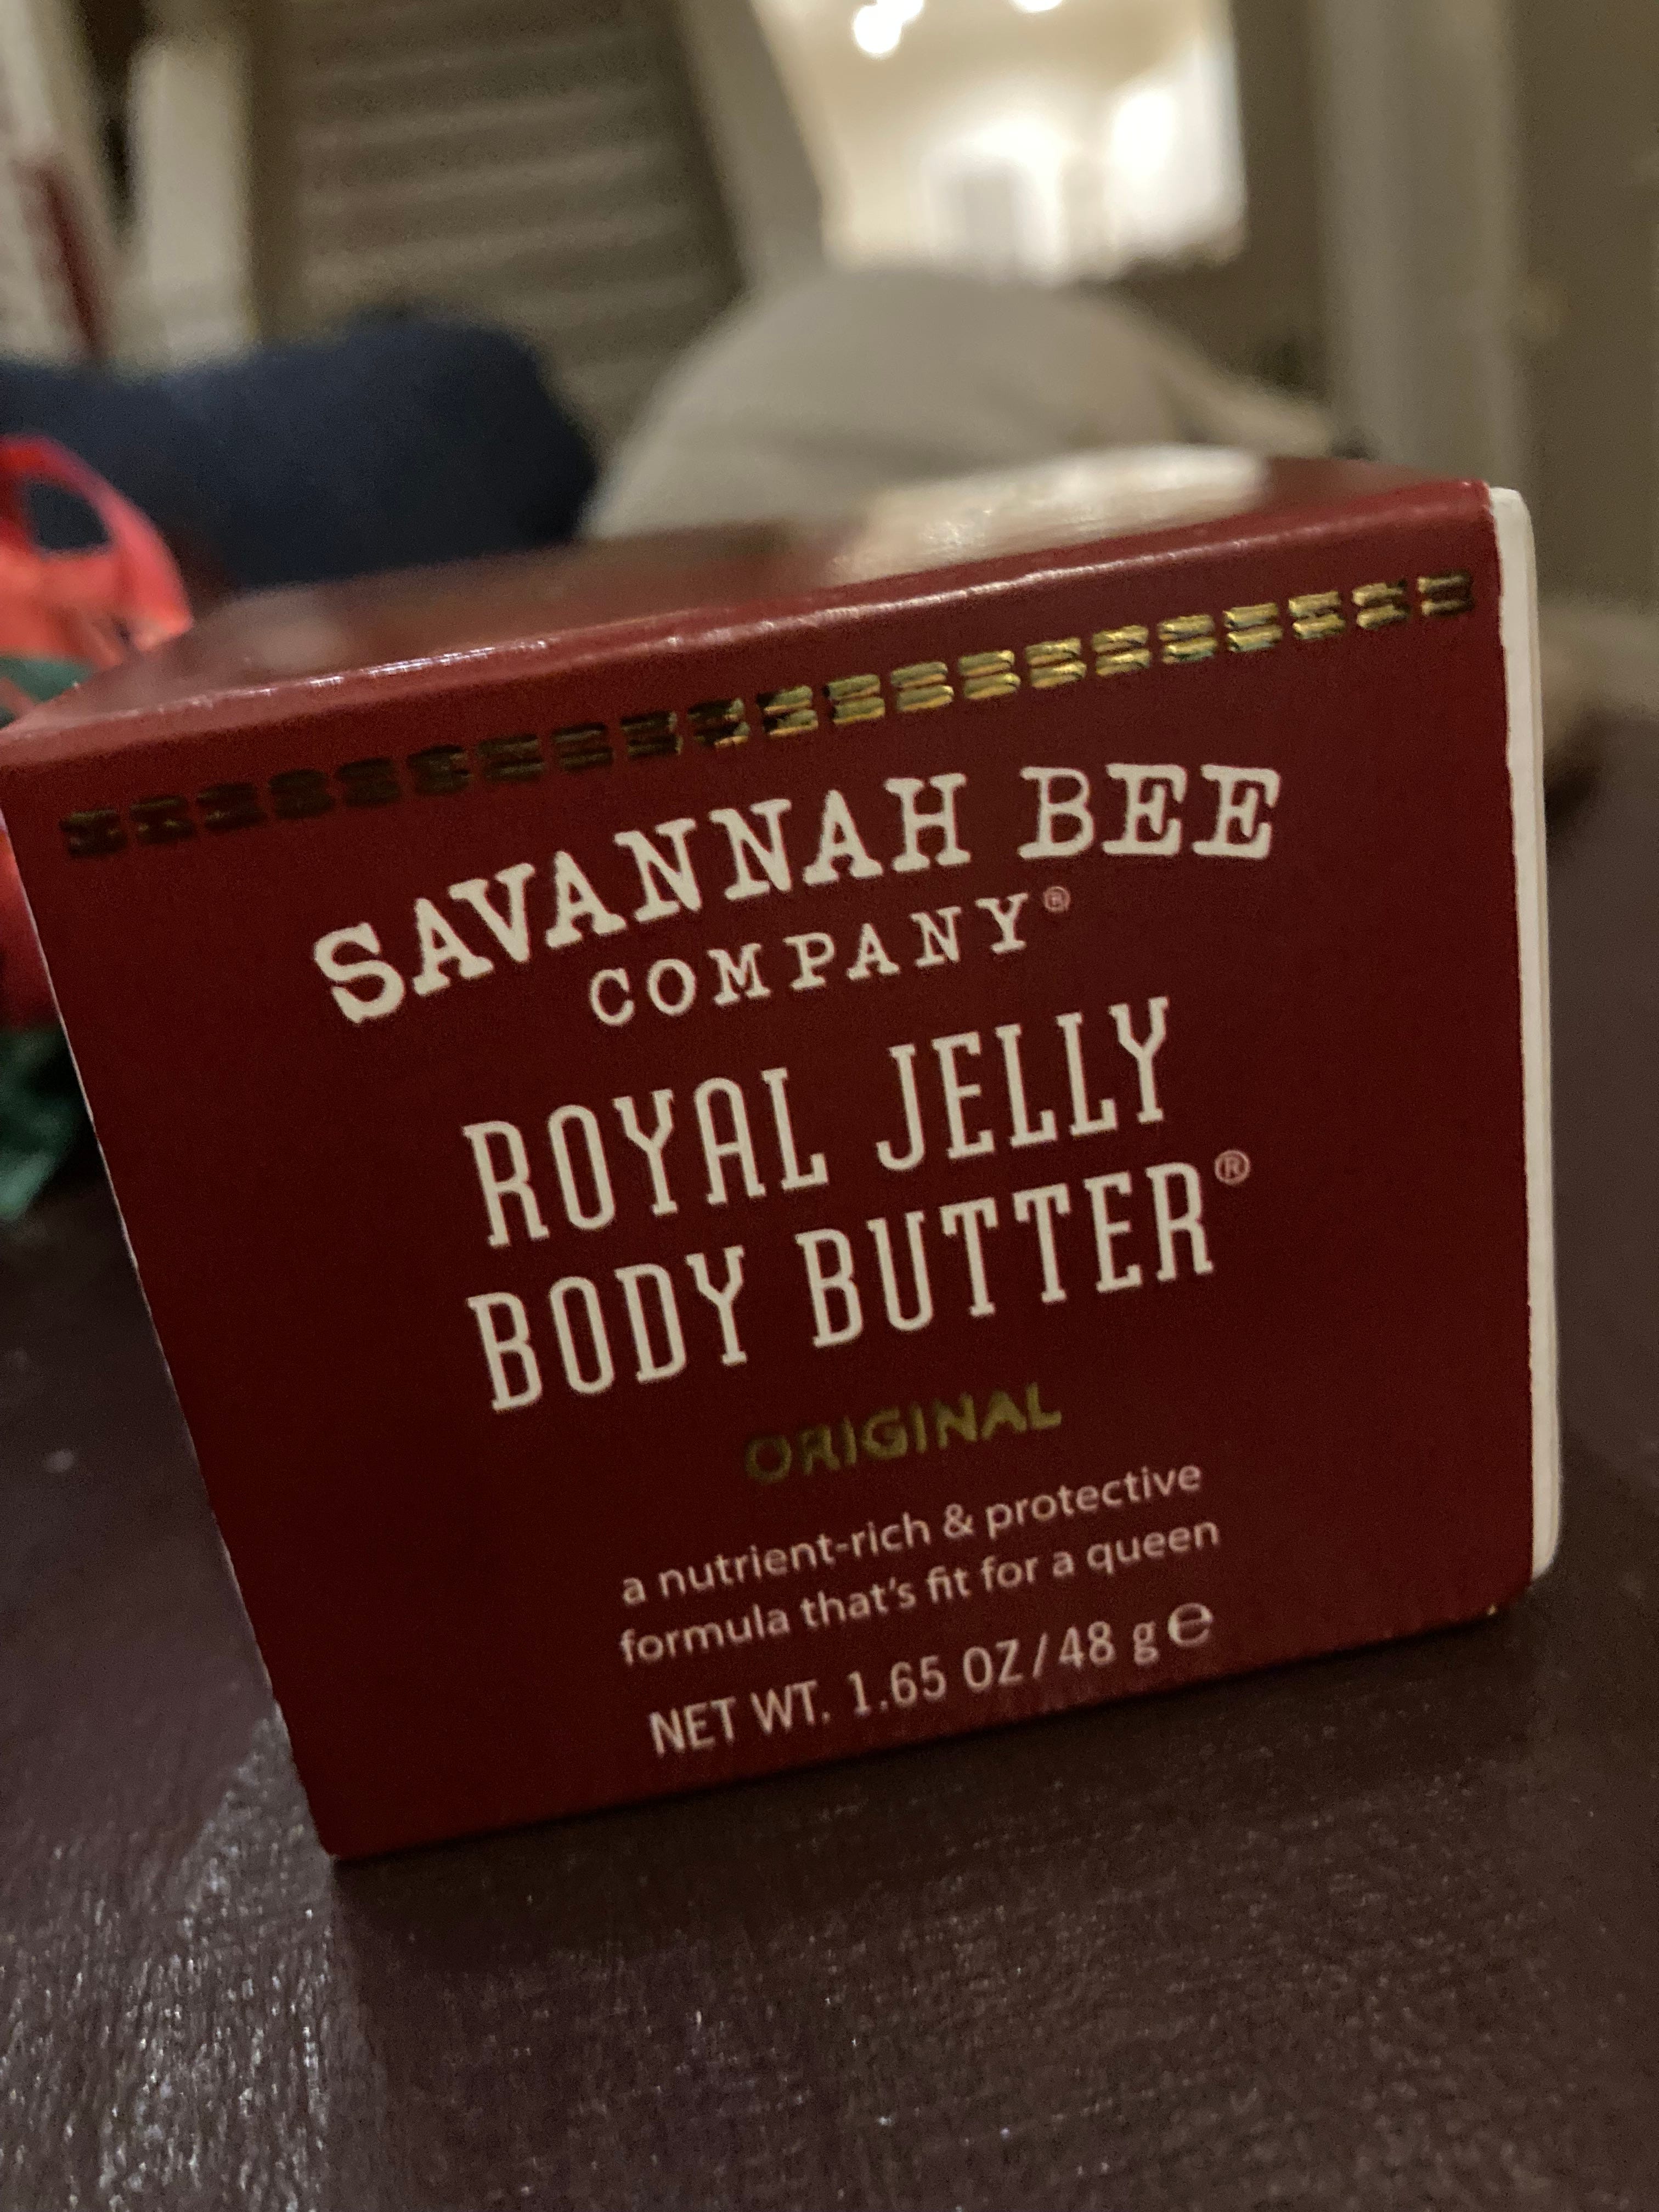 SAVANNAH BEE
COMPANY®
ROYAL JELLY
BODY BUTTER®
ORIGINAL
a nutrient-rich & protective
formula that's fit for a queen
NET WT. 1.65 OZ/48 g ℮